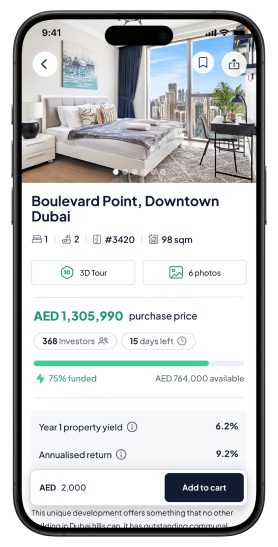 9:41
Boulevard Point, Downtown
Dubai
1 2 #3420 98 sqm
3D Tour 6 photos
AED 1,305,990 purchase price
368 Investors 15 days left
75% funded AED 764,000 available
Year 1 property yield 6.2%
Annualised return 9.2%
AED 2,000 Add to cart
This unique development offers something that no other
building in Dubai hills can, it has outstanding communal